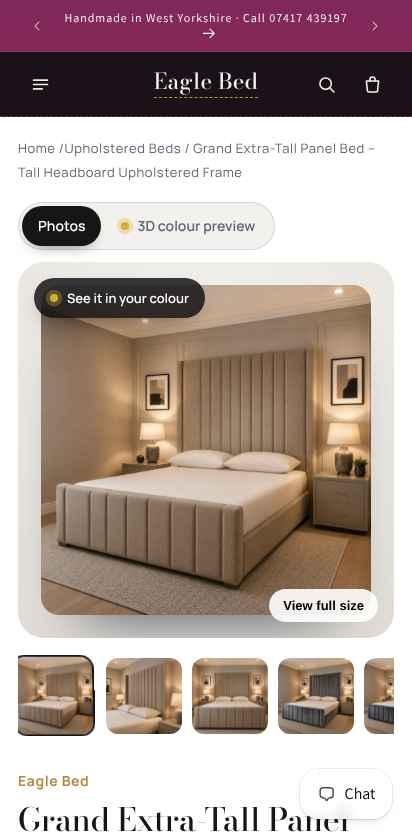 Handmade in West Yorkshire · Call 07417 439197
→
Eagle Bed
Home /Upholstered Beds / Grand Extra-Tall Panel Bed –
Tall Headboard Upholstered Frame
Photos
3D colour preview
See it in your colour
View full size
Eagle Bed
Chat
Grand Extra-Tall Panel